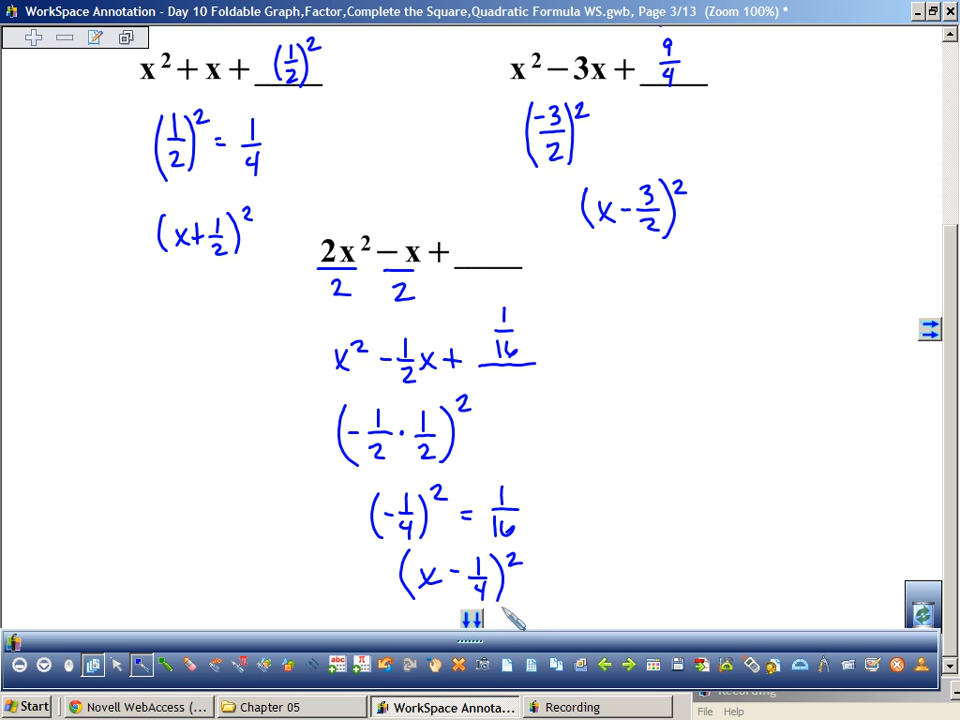 WorkSpace Annotation - Day 10 Foldable Graph,Factor,Complete the Square,Quadratic Formula WS.gwb, Page 3/13 (Zoom 100%) *
x² + x + (1/2)²
(1/2)² = 1/4
(x+1/2)²
x² − 3x + 9/4
(-3/2)²
(x - 3/2)²
2x² − x + ____
2 2
x² - 1/2x + 1/16
(-1/2 · 1/2)²
(-1/4)² = 1/16
(x - 1/4)²
abc
π
Start
Novell WebAccess (...
Chapter 05
WorkSpace Annota...
Recording
Recording
File Help